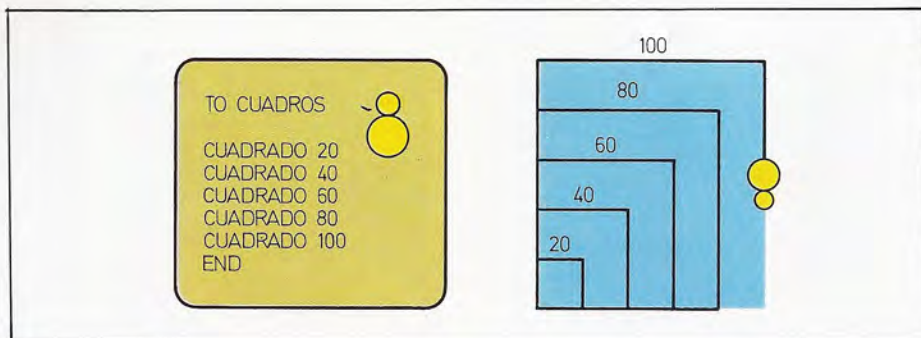 TO CUADROS
CUADRADO 20
CUADRADO 40
CUADRADO 60
CUADRADO 80
CUADRADO 100
END
100
80
60
40
20